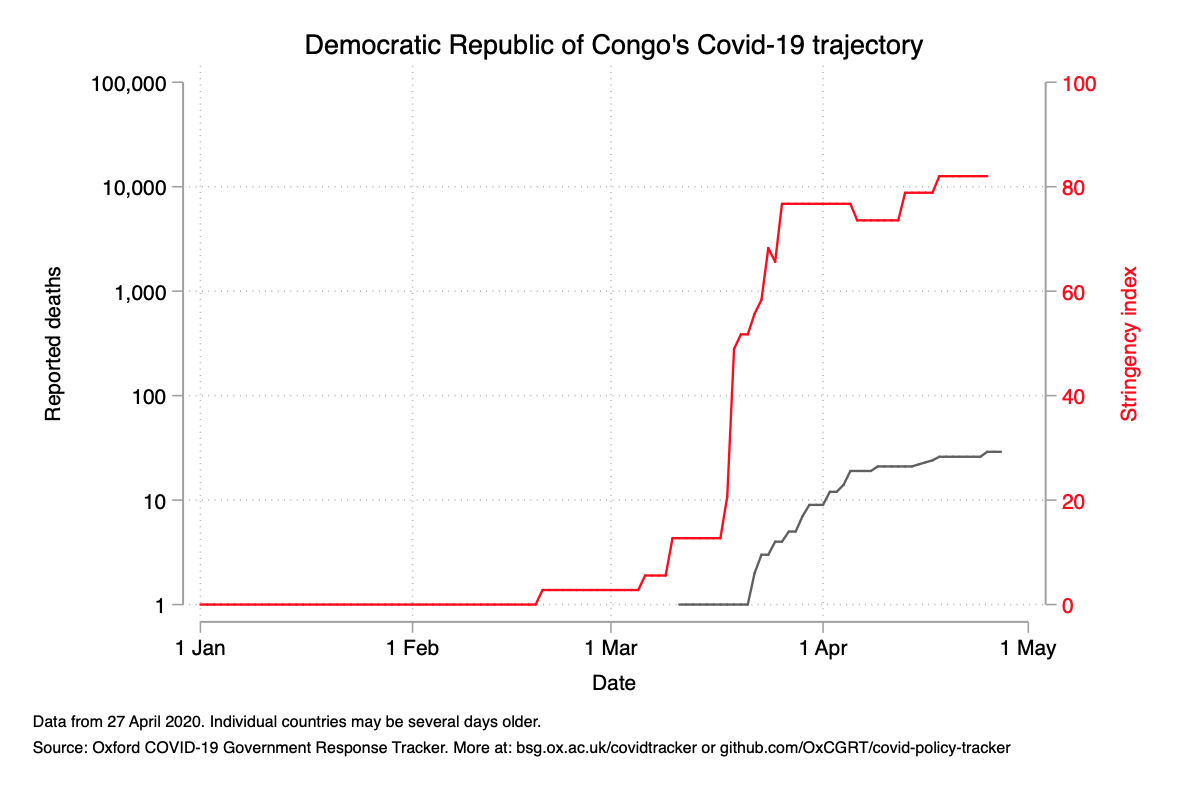 Democratic Republic of Congo's Covid-19 trajectory
100,000
10,000
1,000
100
10
1
Reported deaths
100
80
60
40
20
0
Stringency index
1 Jan
1 Feb
1 Mar
1 Apr
1 May
Date
Data from 27 April 2020. Individual countries may be several days older.
Source: Oxford COVID-19 Government Response Tracker. More at: bsg.ox.ac.uk/covidtracker or github.com/OxCGRT/covid-policy-tracker